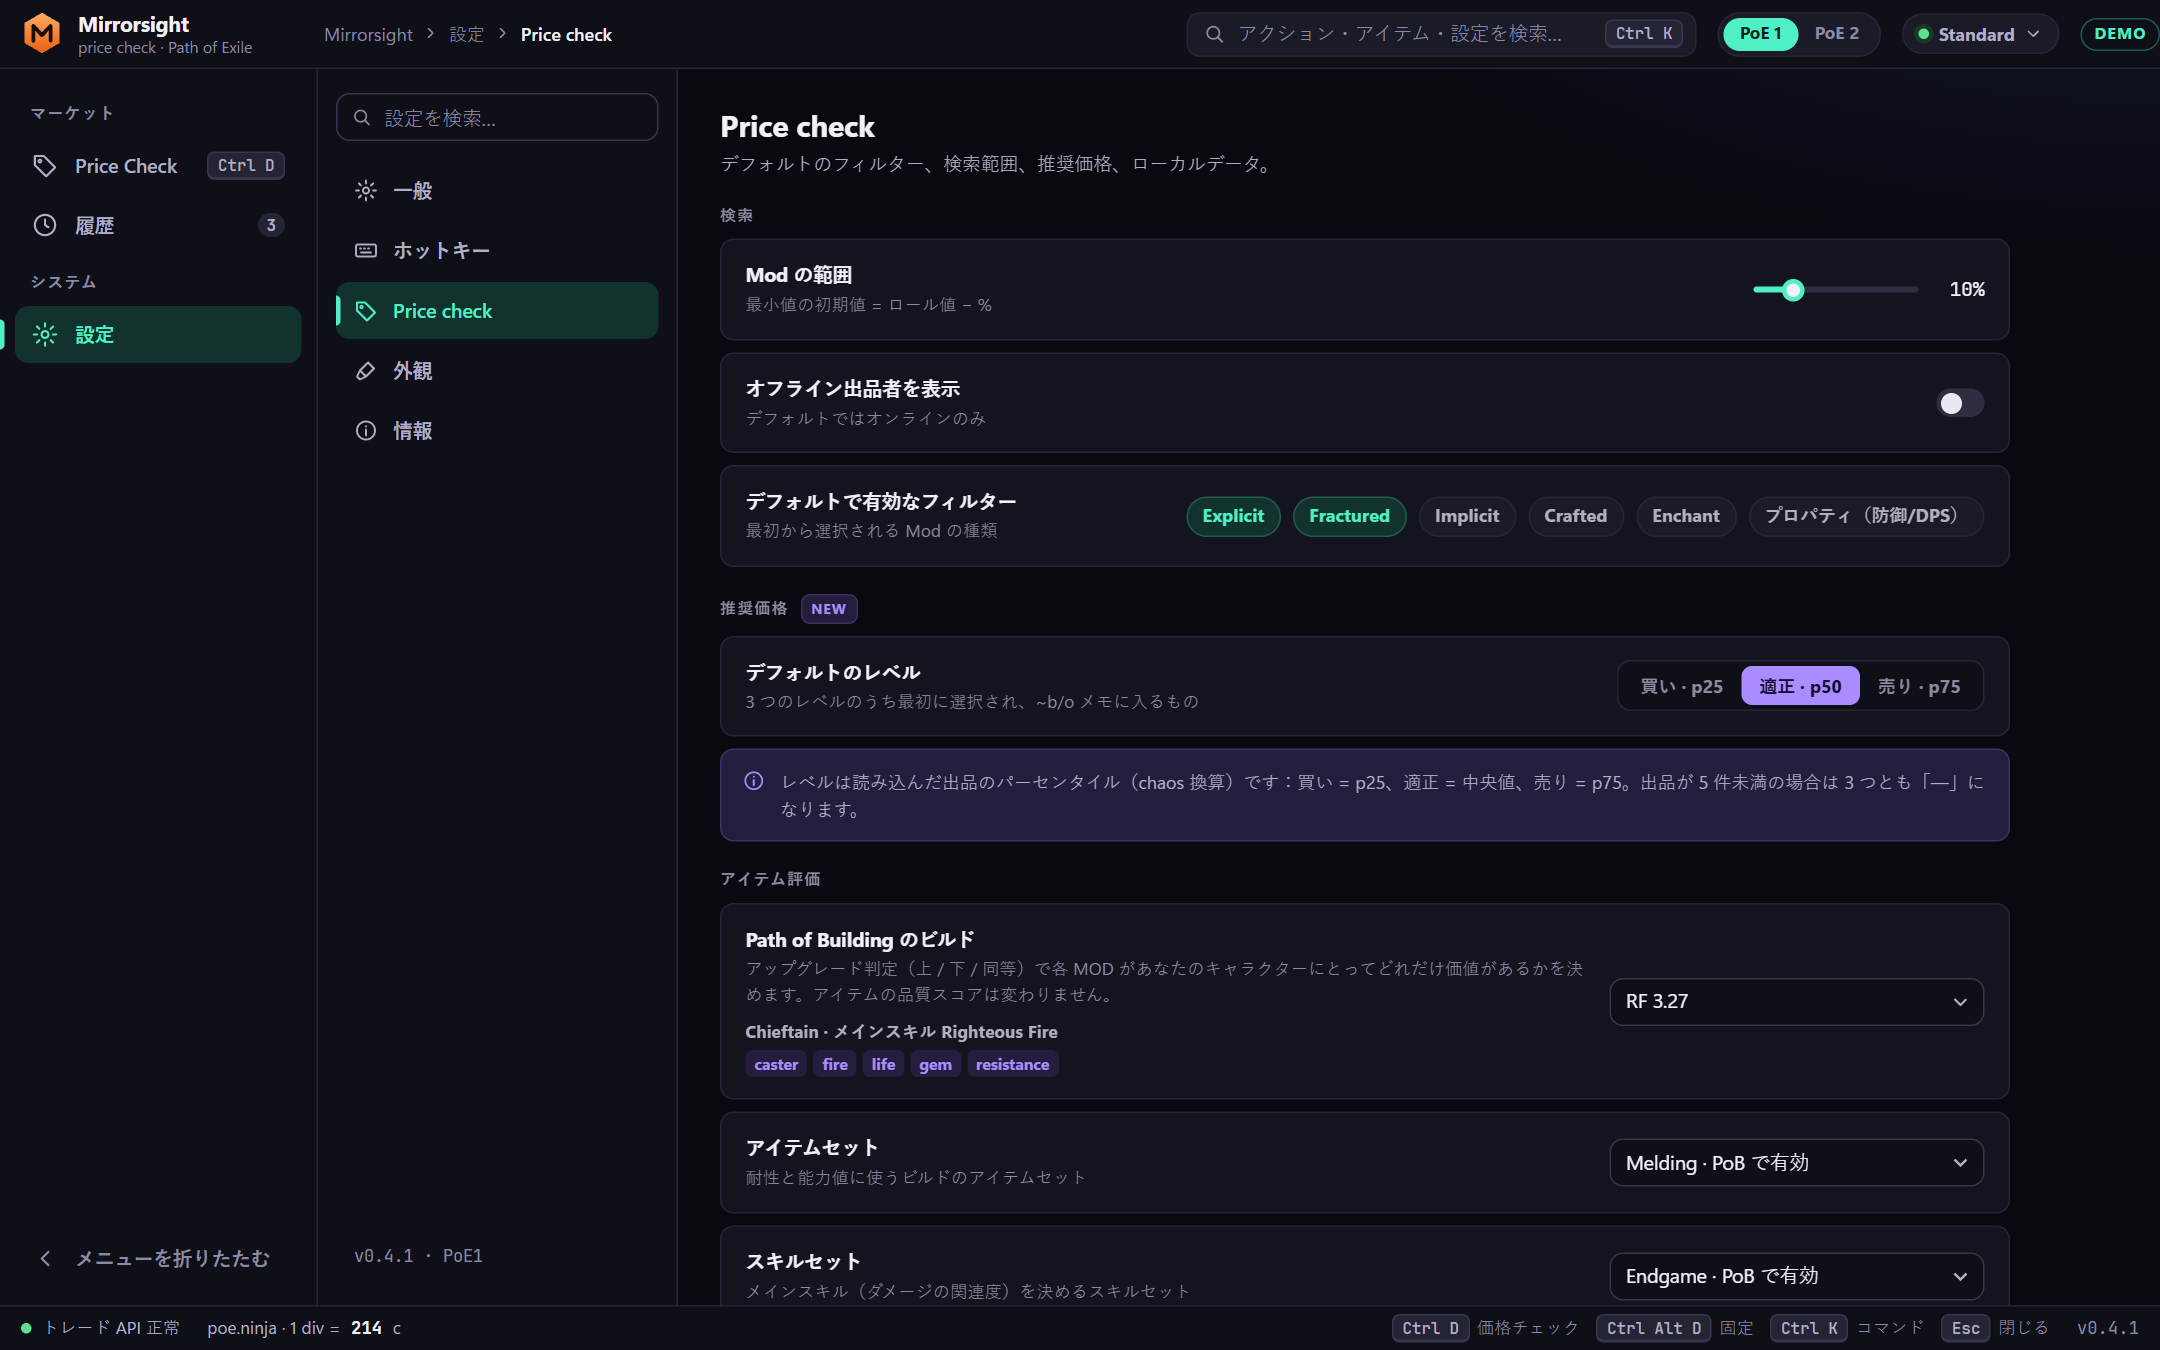 Mirrorsight
price check · Path of Exile
Mirrorsight > 設定 > Price check
アクション・アイテム・設定を検索... Ctrl K
PoE 1 PoE 2
Standard
DEMO
マーケット
Price Check Ctrl D
履歴 3
システム
設定
メニューを折りたたむ
設定を検索...
一般
ホットキー
Price check
外観
情報
v0.4.1 · PoE1
Price check
デフォルトのフィルター、検索範囲、推奨価格、ローカルデータ。
検索
Mod の範囲
最小値の初期値 = ロール値 − %
10%
オフライン出品者を表示
デフォルトではオンラインのみ
デフォルトで有効なフィルター
最初から選択される Mod の種類
Explicit Fractured Implicit Crafted Enchant プロパティ（防御/DPS）
推奨価格 NEW
デフォルトのレベル
3 つのレベルのうち最初に選択され、~b/o メモに入るもの
買い · p25 適正 · p50 売り · p75
レベルは読み込んだ出品のパーセンタイル（chaos 換算）です：買い = p25、適正 = 中央値、売り = p75。出品が 5 件未満の場合は 3 つとも「—」に
なります。
アイテム評価
Path of Building のビルド
アップグレード判定（上 / 下 / 同等）で各 MOD があなたのキャラクターにとってどれだけ価値があるかを決
めます。アイテムの品質スコアは変わりません。
Chieftain · メインスキル Righteous Fire
caster fire life gem resistance
RF 3.27
アイテムセット
耐性と能力値に使うビルドのアイテムセット
Melding · PoB で有効
スキルセット
メインスキル（ダメージの関連度）を決めるスキルセット
Endgame · PoB で有効
トレード API 正常 poe.ninja · 1 div = 214 c
Ctrl D 価格チェック Ctrl Alt D 固定 Ctrl K コマンド Esc 閉じる v0.4.1